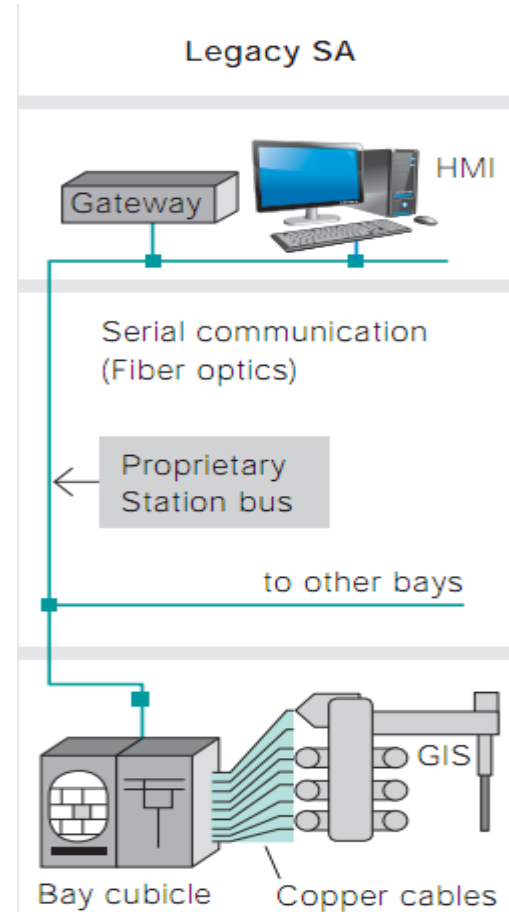 Legacy SA
HMI
Gateway
Serial communication
(Fiber optics)
Proprietary
Station bus
to other bays
GIS
Bay cubicle
Copper cables